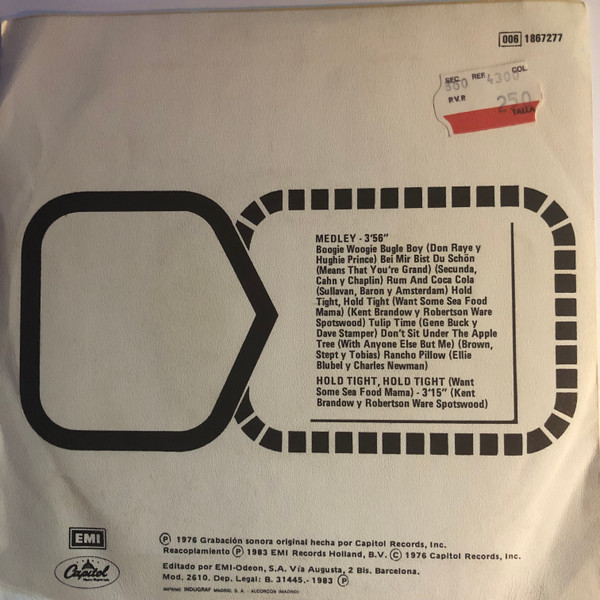 006 1867277
SEC. REF. COL.
300 4300
P.V.P. 250
TALLA
MEDLEY - 3'56"
Boogie Woogie Bugle Boy (Don Raye y
Hughie Prince) Bei Mir Bist Du Schön
(Means That You're Grand) (Secunda,
Cahn y Chaplin) Rum And Coca Cola
(Sullavan, Baron y Amsterdam) Hold
Tight, Hold Tight (Want Some Sea Food
Mama) (Kent Brandow y Robertson Ware
Spotswood) Tulip Time (Gene Buck y
Dave Stamper) Don't Sit Under The Apple
Tree (With Anyone Else But Me) (Brown,
Stept y Tobias) Rancho Pillow (Ellie
Blubel y Charles Newman)
HOLD TIGHT, HOLD TIGHT (Want
Some Sea Food Mama) - 3'15" (Kent
Brandow y Robertson Ware Spotswood)
EMI
Capitol
Ⓟ 1976 Grabación sonora original hecha por Capitol Records, Inc.
Reacoplamiento Ⓟ 1983 EMI Records Holland, B.V. Ⓒ 1976 Capitol Records, Inc.
Editado por EMI-Odeon, S.A. Vía Augusta, 2 Bis. Barcelona.
Mod. 2610. Dep. Legal: B. 31445.- 1983 Ⓟ
IMPRIME INDUGRAF MADRID, S. A. - ALCORCON (MADRID)